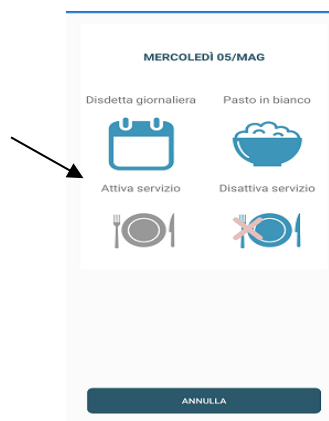 MERCOLEDÌ 05/MAG
Disdetta giornaliera Pasto in bianco
Attiva servizio Disattiva servizio
ANNULLA